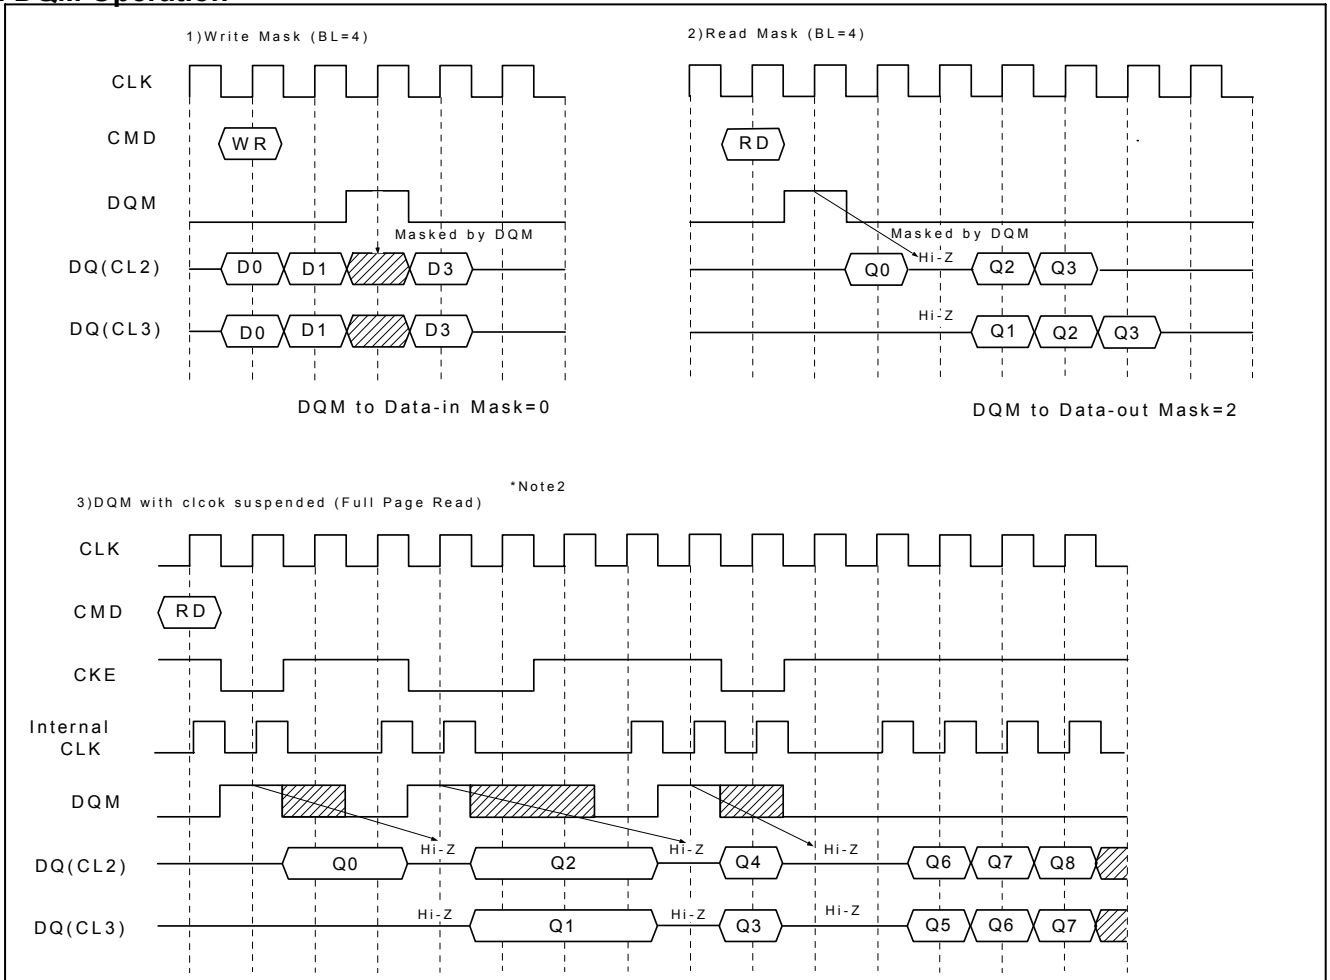 DQM Operation
1)Write Mask (BL=4)
CLK
CMD
WR
DQM
Masked by DQM
DQ(CL2)
D0 D1 D3
DQ(CL3)
D0 D1 D3
DQM to Data-in Mask=0
2)Read Mask (BL=4)
RD
Masked by DQM
Q0 Hi-Z Q2 Q3
Hi-Z Q1 Q2 Q3
DQM to Data-out Mask=2
*Note2
3)DQM with clcok suspended (Full Page Read)
CLK
CMD
RD
CKE
Internal
CLK
DQM
DQ(CL2)
Q0 Hi-Z Q2 Hi-Z Q4 Hi-Z Q6 Q7 Q8
DQ(CL3)
Hi-Z Q1 Hi-Z Q3 Hi-Z Q5 Q6 Q7